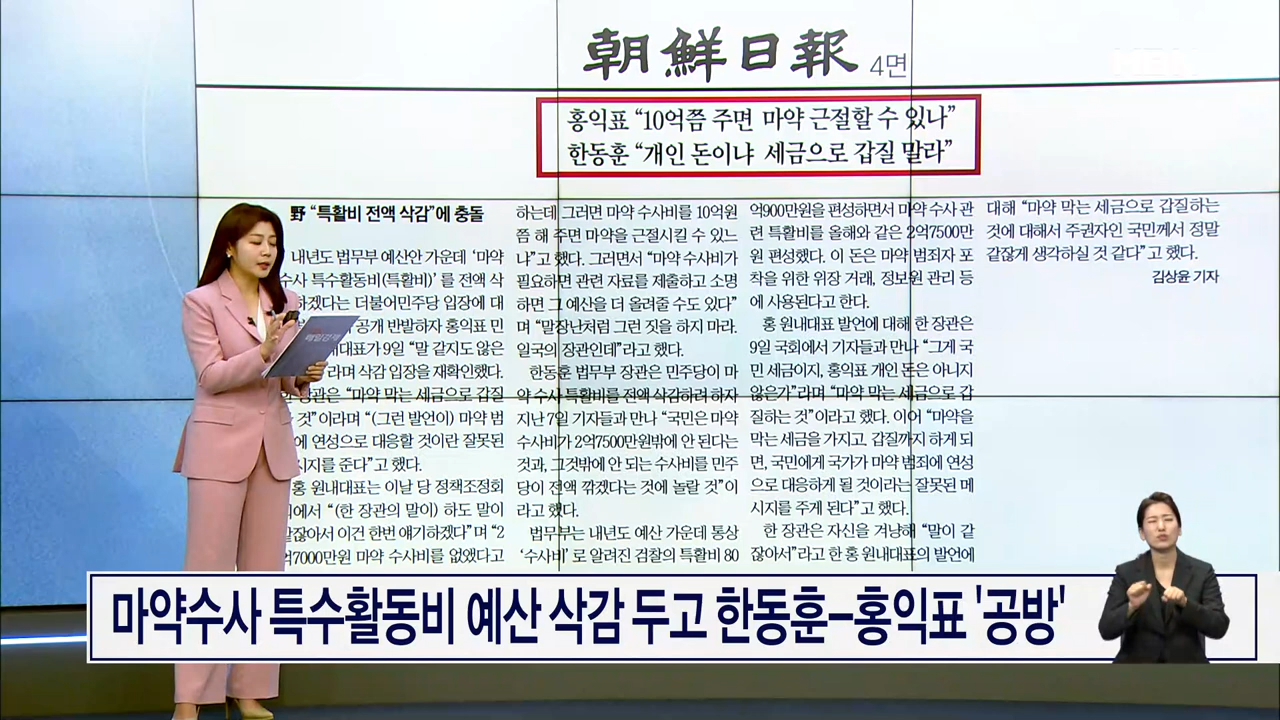 朝鮮日報 4면
홍익표 “10억쯤 주면 마약 근절할 수 있나”
한동훈 “개인 돈이냐 세금으로 갑질 말라”
野 “특활비 전액 삭감”에 충돌
내년도 법무부 예산안 가운데 ‘마약
수사 특수활동비(특활비)’를 전액 삭
하겠다는 더불어민주당 입장에 대
공개 반발하자 홍익표 민
내대표가 9일 “말 같지도 않은
”라며 삭감 입장을 재확인했다.
장관은 “마약 막는 세금으로 갑질
것”이라며 “(그런 발언이) 마약 범
에 연성으로 대응할 것이란 잘못된
시지를 준다”고 했다.
홍 원내대표는 이날 당 정책조정회
에서 “(한 장관의 말이) 하도 말이
같잖아서 이건 한번 얘기하겠다”며 “2
억7000만원 마약 수사비를 없앴다고
하는데 그러면 마약 수사비를 10억원
쯤 해 주면 마약을 근절시킬 수 있느
냐”고 했다. 그러면서 “마약 수사비가
필요하면 관련 자료를 제출하고 소명
하면 그 예산을 더 올려줄 수도 있다”
며 “말장난처럼 그런 짓을 하지 마라.
일국의 장관인데”라고 했다.
한동훈 법무부 장관은 민주당이 마
약 수사 특활비를 전액 삭감하려 하자
지난 7일 기자들과 만나 “국민은 마약
수사비가 2억7500만원밖에 안 된다는
것과, 그것밖에 안 되는 수사비를 민주
당이 전액 깎겠다는 것에 놀랄 것”이
라고 했다.
법무부는 내년도 예산 가운데 통상
‘수사비’로 알려진 검찰의 특활비 80
억900만원을 편성하면서 마약 수사 관
련 특활비를 올해와 같은 2억7500만
원 편성했다. 이 돈은 마약 범죄자 포
착을 위한 위장 거래, 정보원 관리 등
에 사용된다고 한다.
홍 원내대표 발언에 대해 한 장관은
9일 국회에서 기자들과 만나 “그게 국
민 세금이지, 홍익표 개인 돈은 아니지
않은가”라며 “마약 막는 세금으로 갑
질하는 것”이라고 했다. 이어 “마약을
막는 세금을 가지고, 갑질까지 하게 되
면, 국민에게 국가가 마약 범죄에 연성
으로 대응하게 될 것이라는 잘못된 메
시지를 주게 된다”고 했다.
한 장관은 자신을 겨냥해 “말이 같
잖아서”라고 한 홍 원내대표의 발언에
대해 “마약 막는 세금으로 갑질하는
것에 대해서 주권자인 국민께서 정말
같잖게 생각하실 것 같다”고 했다.
김상윤 기자
매일경제
마약수사 특수활동비 예산 삭감 두고 한동훈-홍익표 '공방'